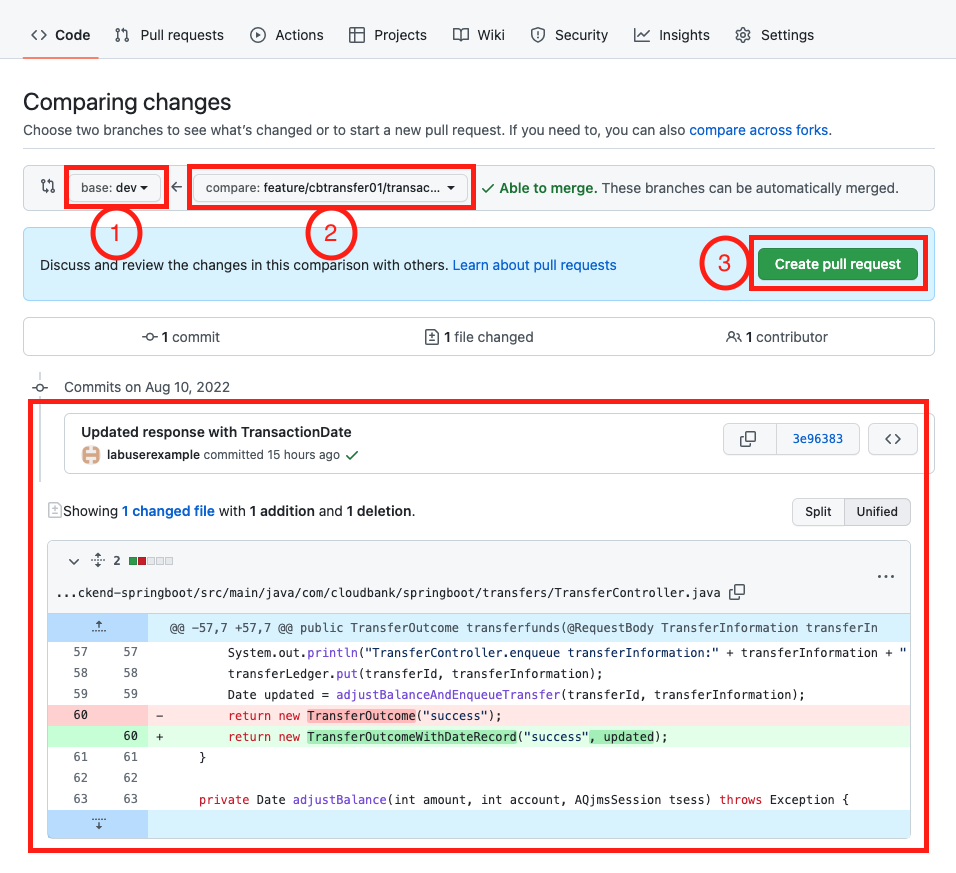 Code Pull requests Actions Projects Wiki Security Insights Settings
Comparing changes
Choose two branches to see what's changed or to start a new pull request. If you need to, you can also compare across forks.
base: dev compare: feature/cbtransfer01/transac... Able to merge. These branches can be automatically merged.
1 2
Discuss and review the changes in this comparison with others. Learn about pull requests 3 Create pull request
1 commit 1 file changed 1 contributor
Commits on Aug 10, 2022
Updated response with TransactionDate
labuserexample committed 15 hours ago 3e96383
Showing 1 changed file with 1 addition and 1 deletion. Split Unified
2
...ckend-springboot/src/main/java/com/cloudbank/springboot/transfers/TransferController.java
@@ -57,7 +57,7 @@ public TransferOutcome transferfunds(@RequestBody TransferInformation transferIn
57 57 System.out.println("TransferController.enqueue transferInformation:" + transferInformation + "
58 58 transferLedger.put(transferId, transferInformation);
59 59 Date updated = adjustBalanceAndEnqueueTransfer(transferId, transferInformation);
60 - return new TransferOutcome("success");
60 + return new TransferOutcomeWithDateRecord("success", updated);
61 61 }
62 62
63 63 private Date adjustBalance(int amount, int account, AQjmsSession tsess) throws Exception {